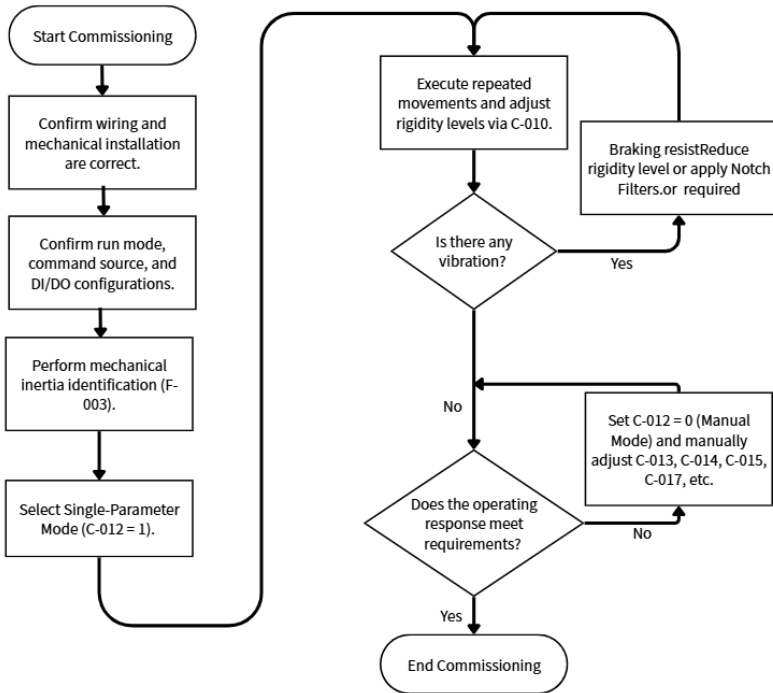 Start Commissioning
Confirm wiring and
mechanical installation
are correct.
Confirm run mode,
command source, and
DI/DO configurations.
Perform mechanical
inertia identification (F-
003).
Select Single-Parameter
Mode (C-012 = 1).
Execute repeated
movements and adjust
rigidity levels via C-010.
Is there any
vibration?
Yes
Braking resistReduce
rigidity level or apply Notch
Filters.or  required
No
Does the operating
response meet
requirements?
No
Set C-012 = 0 (Manual
Mode) and manually
adjust C-013, C-014, C-015,
C-017, etc.
Yes
End Commissioning